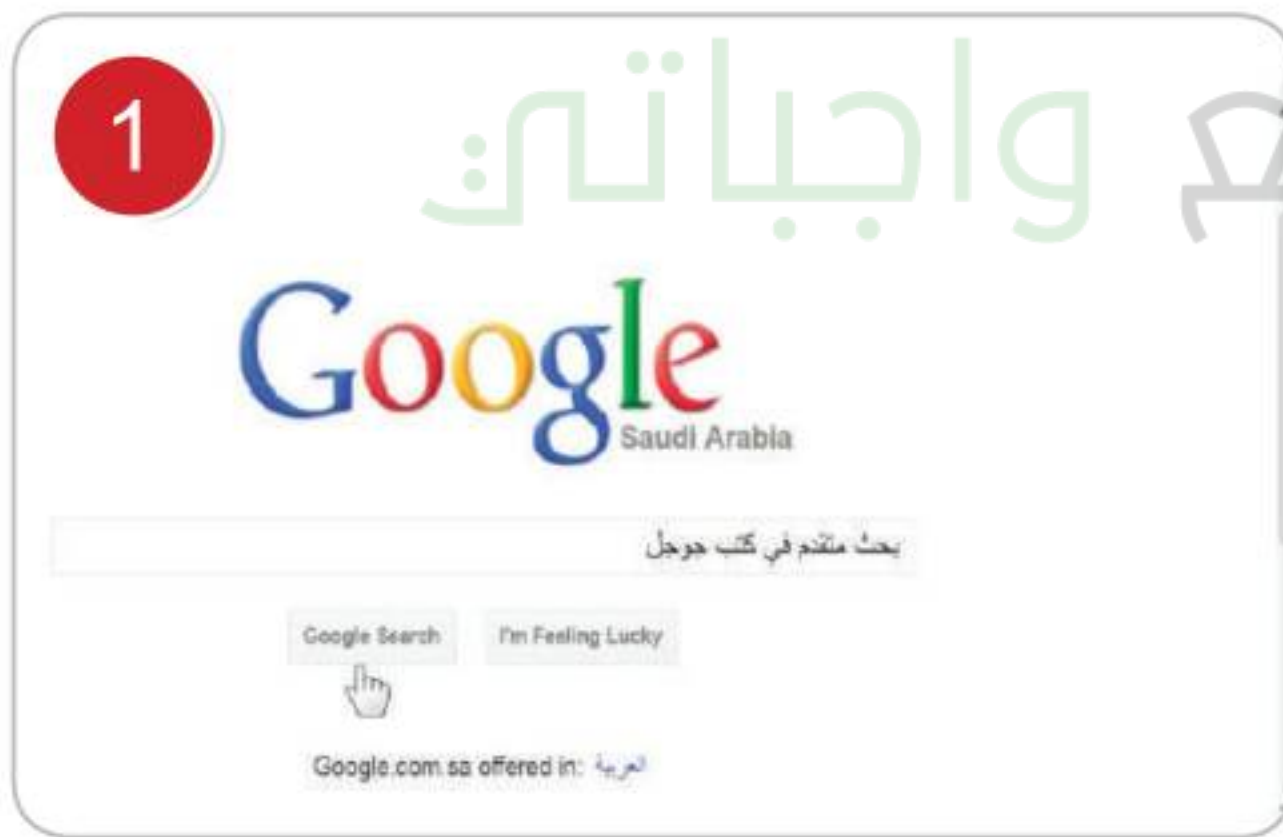 1
واجباتي
Google
Saudi Arabia
بحث متقدم في كتب جوجل
Google Search I'm Feeling Lucky
Google.com.sa offered in: العربية